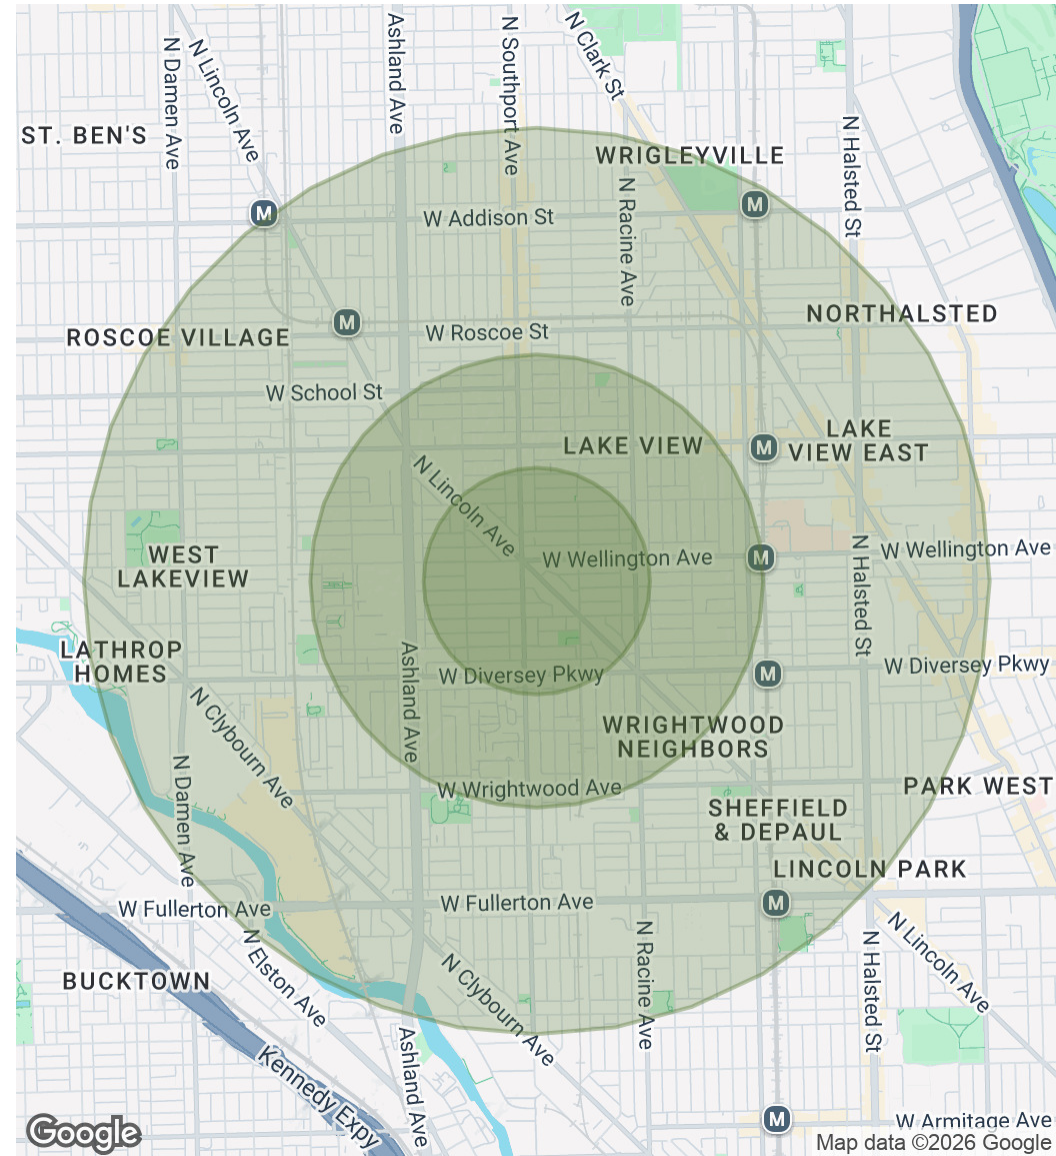 N Damen Ave
N Lincoln Ave
Ashland Ave
N Southport Ave
N Clark St
ST. BEN'S
WRIGLEYVILLE
N Halsted St
M
M
W Addison St
N Racine Ave
NORTHALSTED
M
ROSCOE VILLAGE
W Roscoe St
W School St
LAKE VIEW
M
LAKE
VIEW EAST
N Lincoln Ave
WEST
LAKEVIEW
W Wellington Ave
M
N Halsted St
W Wellington Ave
LATHROP
HOMES
Ashland Ave
W Diversey Pkwy
M
W Diversey Pkwy
N Clybourn Ave
WRIGHTWOOD
NEIGHBORS
N Damen Ave
W Wrightwood Ave
PARK WEST
SHEFFIELD
& DEPAUL
LINCOLN PARK
W Fullerton Ave
W Fullerton Ave
M
N Elston Ave
N Racine Ave
N Halsted St
N Lincoln Ave
BUCKTOWN
N Clybourn Ave
Kennedy Expy
Ashland Ave
M
W Armitage Ave
Google
Map data ©2026 Google